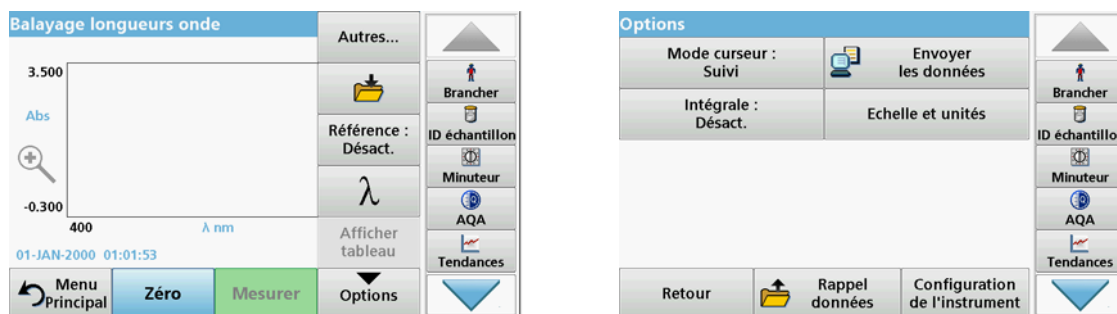 Balayage longueurs onde
Autres...
3.500
Abs
-0.300
400
λ nm
01-JAN-2000 01:01:53
Référence :
Désact.
λ
Afficher
tableau
Menu
Principal
Zéro
Mesurer
Options
Brancher
ID échantillon
Minuteur
AQA
Tendances
Options
Mode curseur :
Suivi
Envoyer
les données
Intégrale :
Désact.
Echelle et unités
Retour
Rappel
données
Configuration
de l'instrument
Brancher
ID échantillo
Minuteur
AQA
Tendances